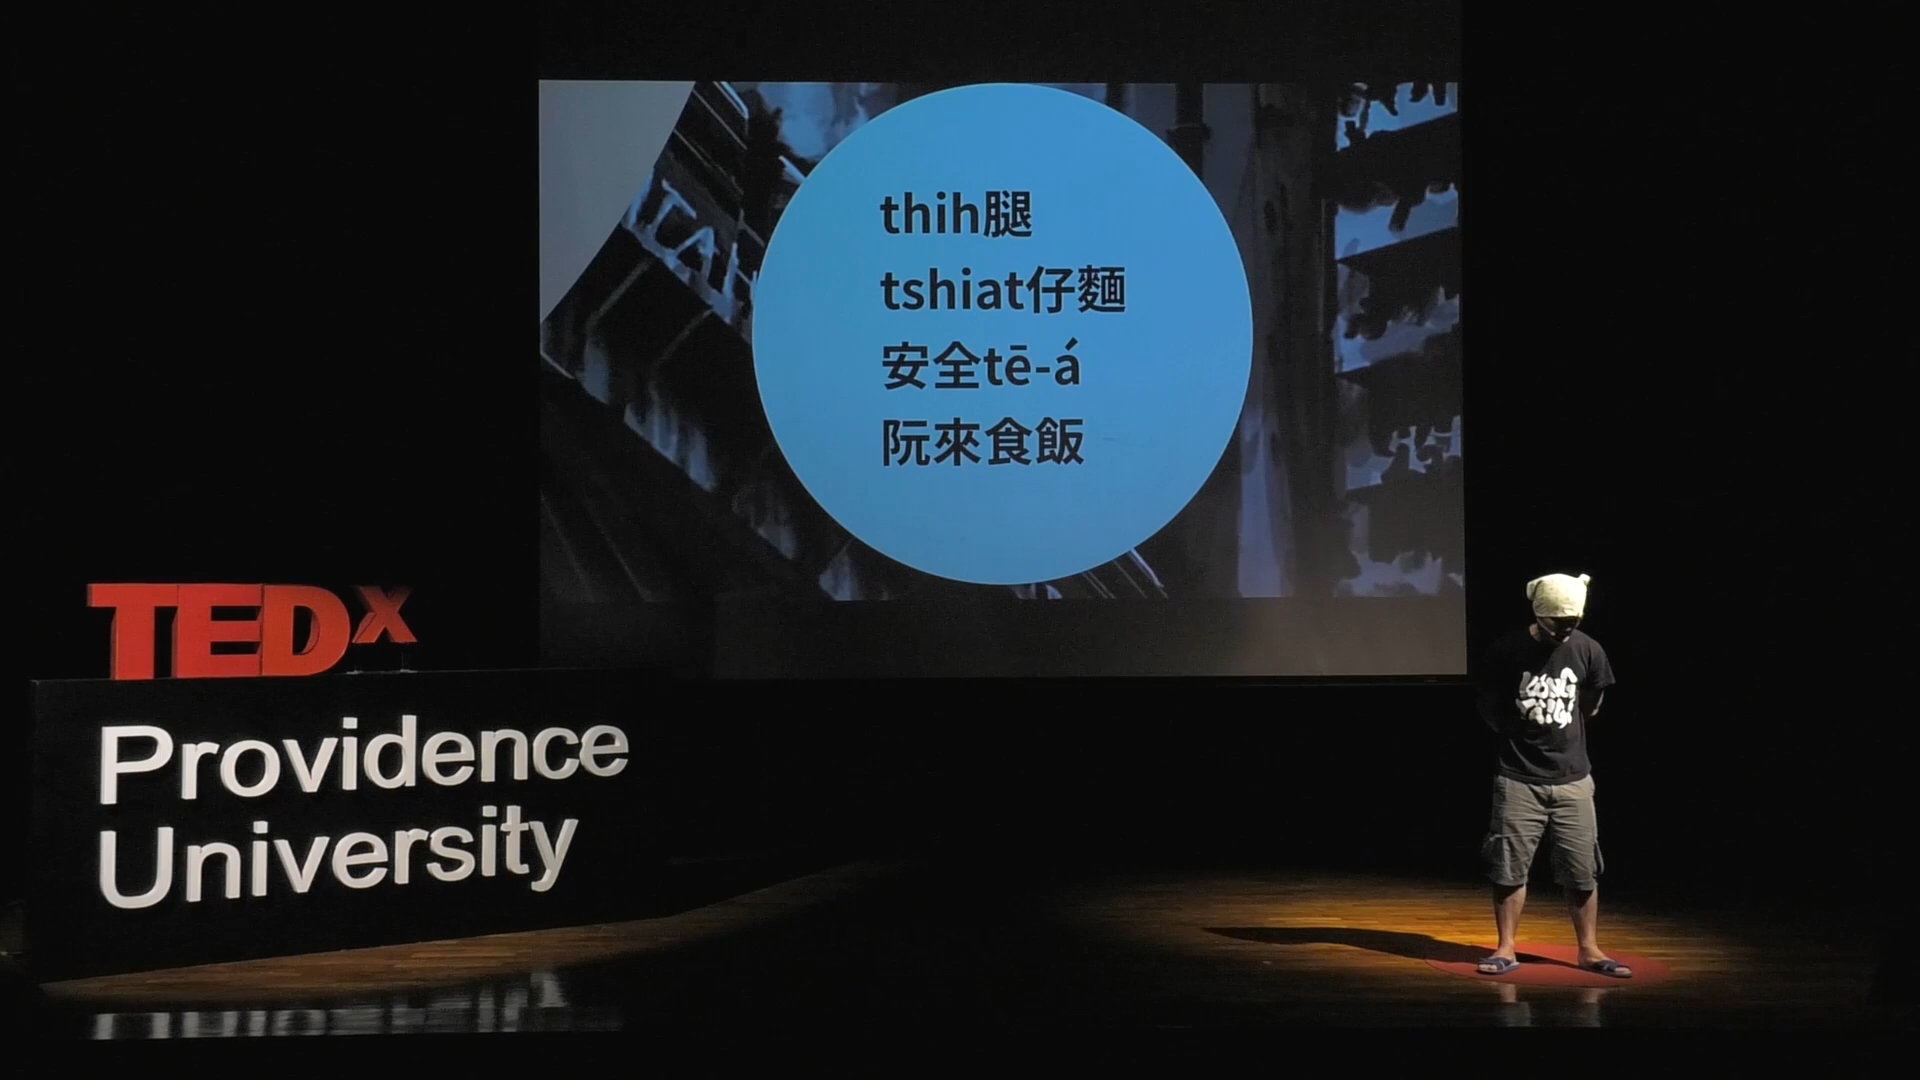 thih腿
tshiat仔麵
安全tē-á
阮來食飯
TEDx
Providence
University